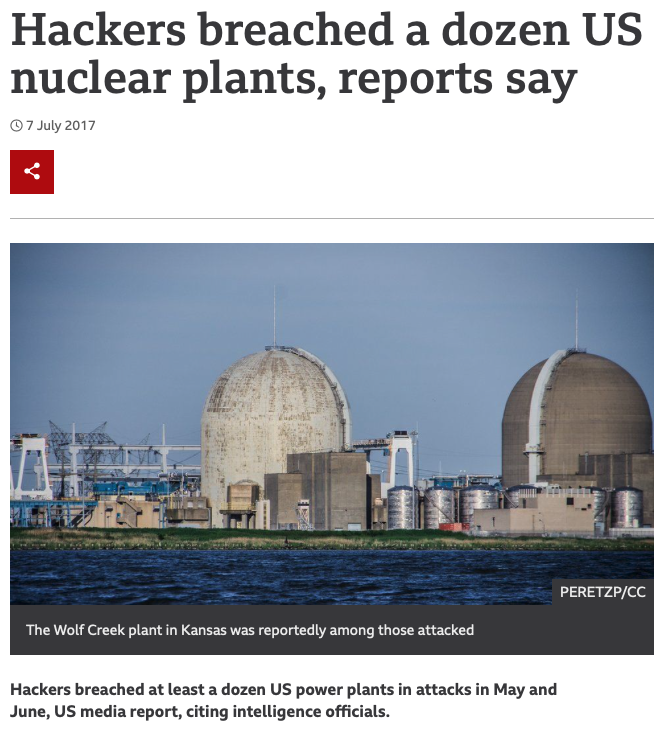 Hackers breached a dozen US
nuclear plants, reports say
7 July 2017
PERETZP/CC
The Wolf Creek plant in Kansas was reportedly among those attacked
Hackers breached at least a dozen US power plants in attacks in May and
June, US media report, citing intelligence officials.